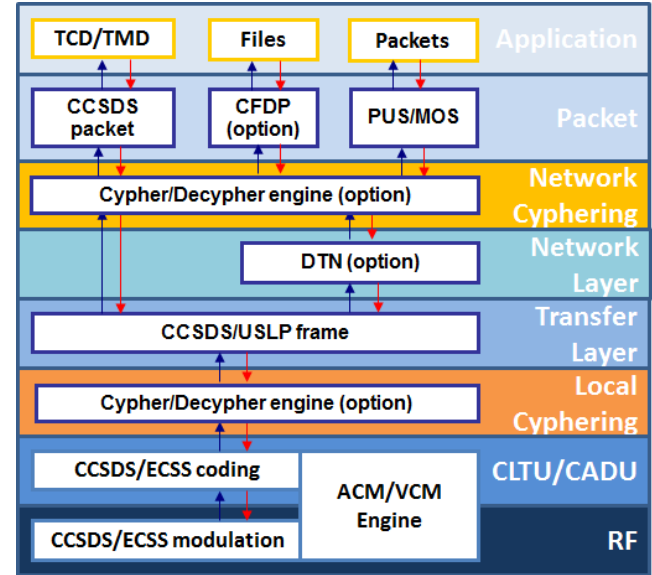 TCD/TMD
Files
Packets
Application
CCSDS
packet
CFDP
(option)
PUS/MOS
Packet
Cypher/Decypher engine (option)
Network
Cyphering
DTN (option)
Network
Layer
CCSDS/USLP frame
Transfer
Layer
Cypher/Decypher engine (option)
Local
Cyphering
CCSDS/ECSS coding
ACM/VCM
Engine
CLTU/CADU
CCSDS/ECSS modulation
RF